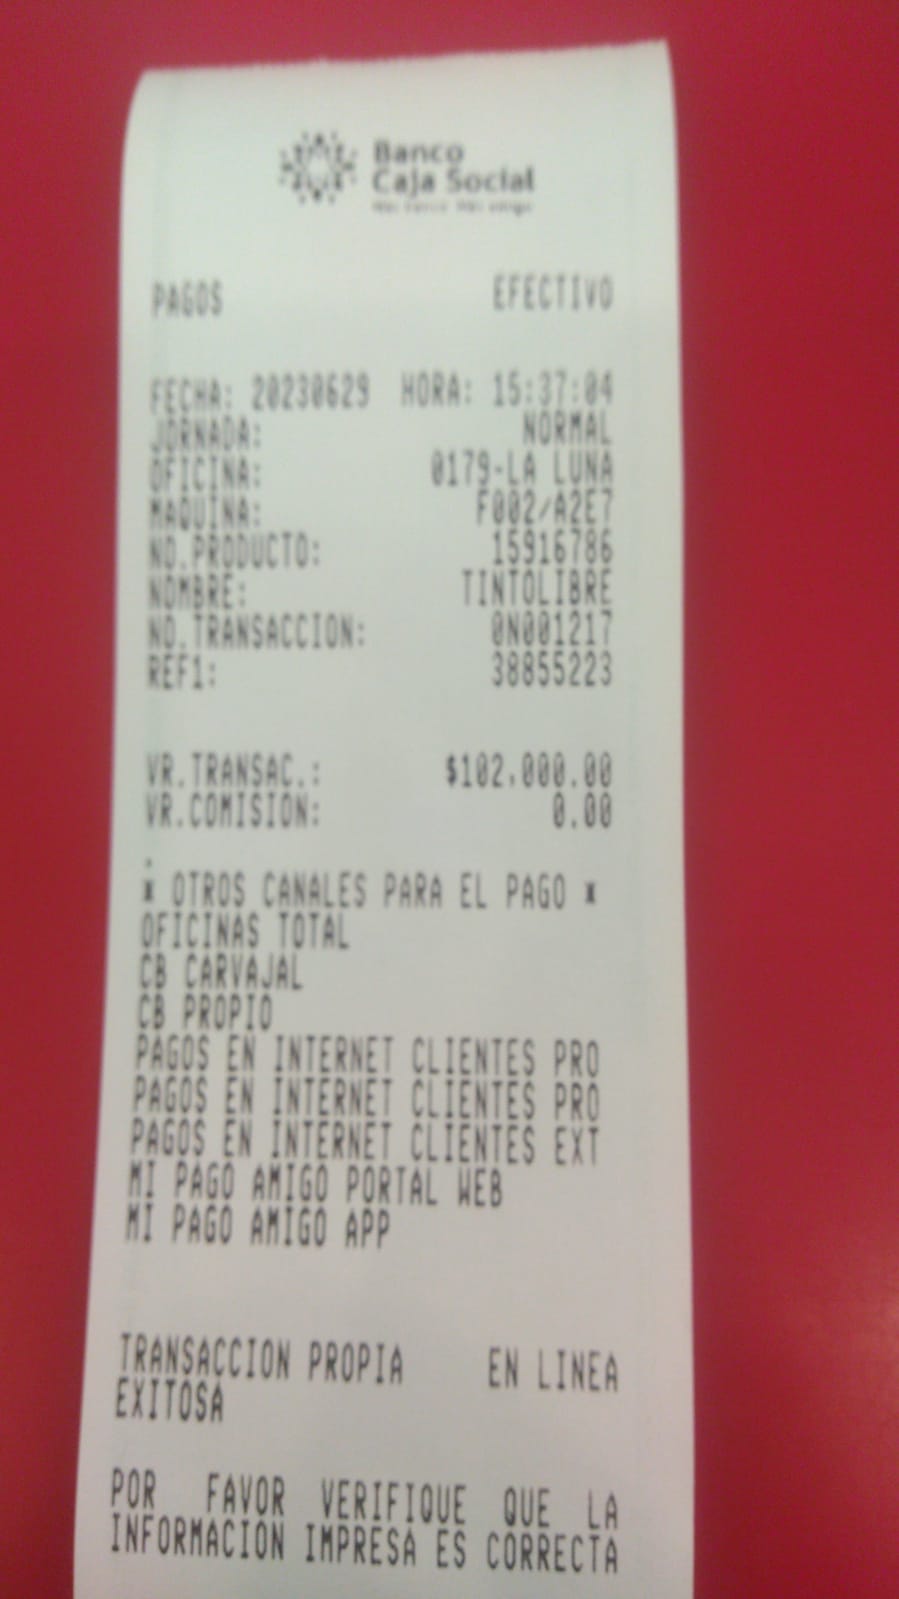 Banco
Caja Social
PAGOS EFECTIVO
FECHA: 20230629 HORA: 15:37:04
JORNADA: NORMAL
OFICINA: 0179-LA LUNA
MAQUINA: F002/A2E7
NO.PRODUCTO: 15916786
NOMBRE: TINTOLIBRE
NO.TRANSACCION: 0N001217
REF1: 38855223
VR.TRANSAC.: $102,000.00
VR.COMISION: 0.00
.
* OTROS CANALES PARA EL PAGO *
OFICINAS TOTAL
CB CARVAJAL
CB PROPIO
PAGOS EN INTERNET CLIENTES PRO
PAGOS EN INTERNET CLIENTES PRO
PAGOS EN INTERNET CLIENTES EXT
MI PAGO AMIGO PORTAL WEB
MI PAGO AMIGO APP
TRANSACCION PROPIA EN LINEA
EXITOSA
POR FAVOR VERIFIQUE QUE LA
INFORMACION IMPRESA ES CORRECTA